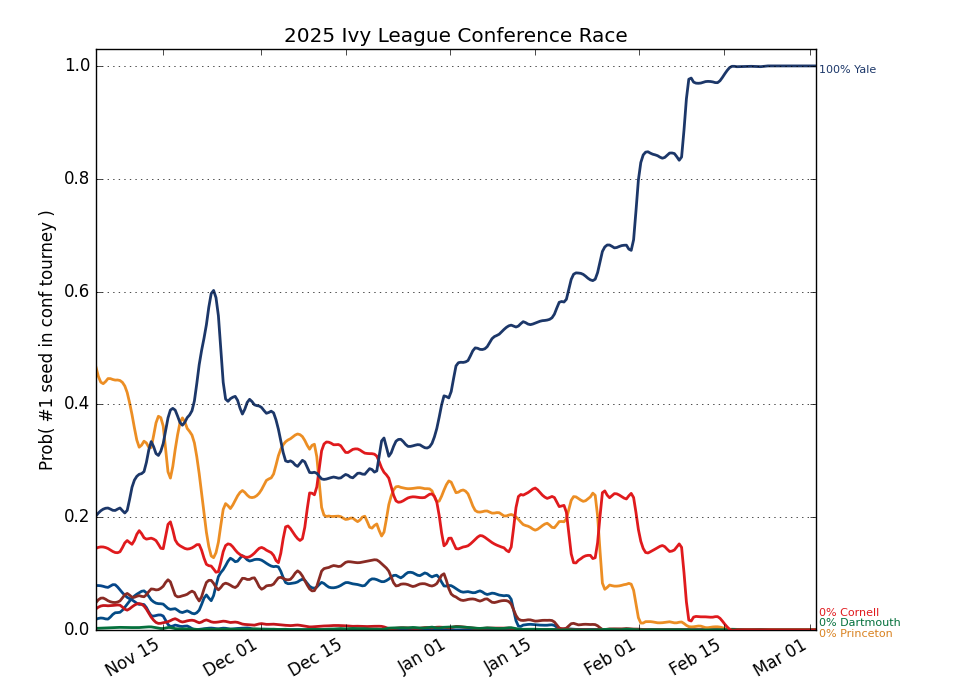 2025 Ivy League Conference Race
Prob( #1 seed in conf tourney )
1.0
0.8
0.6
0.4
0.2
0.0
Nov 15
Dec 01
Dec 15
Jan 01
Jan 15
Feb 01
Feb 15
Mar 01
100% Yale
0% Cornell
0% Dartmouth
0% Princeton